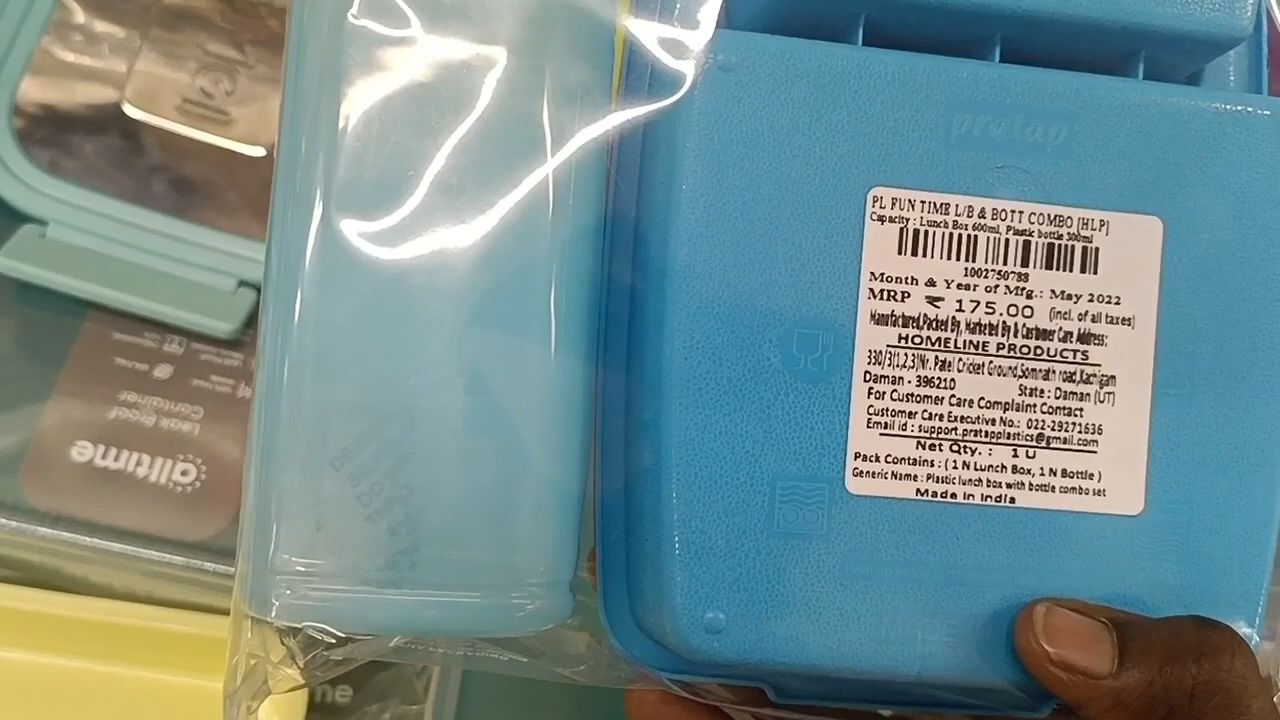 pratap
PL FUN TIME L/B & BOTT COMBO [HLP]
Capacity : Lunch Box 600ml, Plastic bottle 300ml
1002750788
Month & Year of Mfg.: May 2022
MRP ₹ 175.00 (incl. of all taxes)
Manufactured,Packed By, Marketed By & Customer Care Address:
HOMELINE PRODUCTS
330/3(1,2,3)Nr. Patel Cricket Ground,Somnath road,Kachigam
Daman - 396210 State : Daman (UT)
For Customer Care Complaint Contact
Customer Care Executive No.: 022-29271636
Email id : support.pratapplastics@gmail.com
Net Qty. : 1 U
Pack Contains : ( 1 N Lunch Box, 1 N Bottle )
Generic Name : Plastic lunch box with bottle combo set
Made in India
alltime
Leak Proof
Container
me